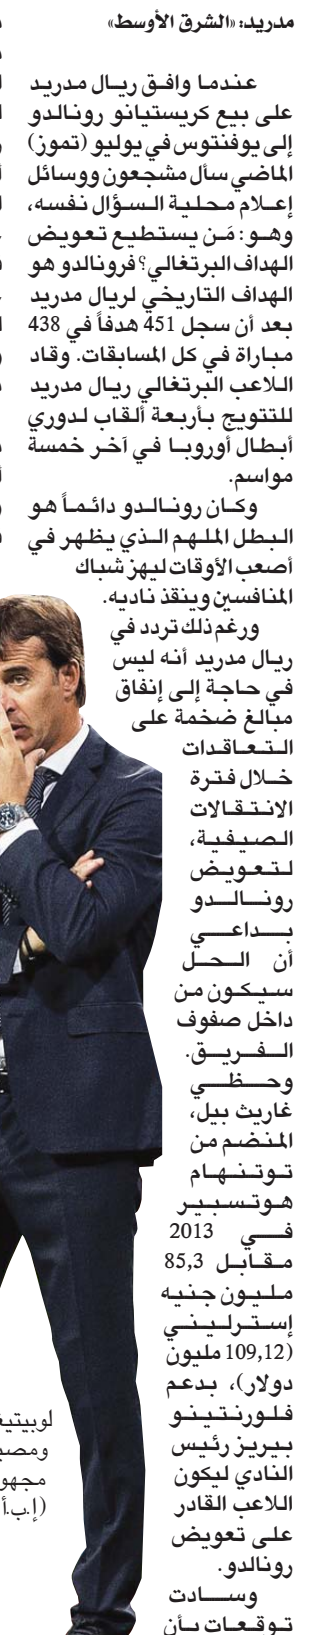 مدريد: «الشرق الأوسط»
عندما وافق ريال مدريد
على بيع كريستيانو رونالدو
إلى يوفنتوس في يوليو (تموز)
الماضي سأل مشجعون ووسائل
إعلام محلية السؤال نفسه،
وهو: مَن يستطيع تعويض
الهداف البرتغالي؟ فرونالدو هو
الهداف التاريخي لريال مدريد
بعد أن سجل 451 هدفاً في 438
مباراة في كل المسابقات. وقاد
اللاعب البرتغالي ريال مدريد
للتتويج بأربعة ألقاب لدوري
أبطال أوروبا في آخر خمسة
مواسم.
وكان رونالدو دائماً هو
البطل الملهم الذي يظهر في
أصعب الأوقات ليهز شباك
المنافسين وينقذ ناديه.
ورغم ذلك تردد في
ريال مدريد أنه ليس
في حاجة إلى إنفاق
مبالغ ضخمة على
التعاقدات
خلال فترة
الانتقالات
الصيفية،
لتعويض
رونالدو
بداعي
أن الحل
سيكون من
داخل صفوف
الفريق.
وحظي
غاريث بيل،
المنضم من
توتنهام
هوتسبير
في 2013
مقابل 85,3
مليون جنيه
إسترليني
(109,12 مليون
دولار)، بدعم
فلورنتينو
بيريز رئيس
النادي ليكون
اللاعب القادر
على تعويض
رونالدو.
وسادت
توقعات بأن
لوبيتيغ
ومصي
مجهو
(إ.ب.أ